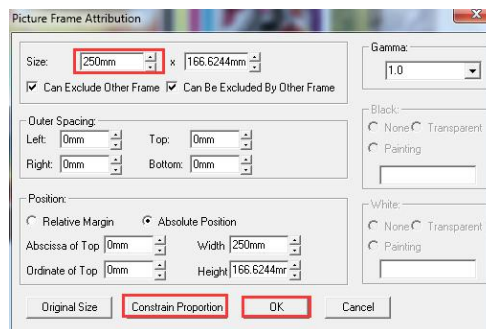 Picture Frame Attribution
Size: 250mm x 166.6244mm
Can Exclude Other Frame Can Be Excluded By Other Frame
Outer Spacing:
Left: 0mm Top: 0mm
Right: 0mm Bottom: 0mm
Position:
Relative Margin Absolute Position
Abscissa of Top 0mm Width 250mm
Ordinate of Top 0mm Height 166.6244mr
Gamma:
1.0
Black:
None Transparent
Painting
White:
None Transparent
Painting
Original Size Constrain Proportion OK Cancel